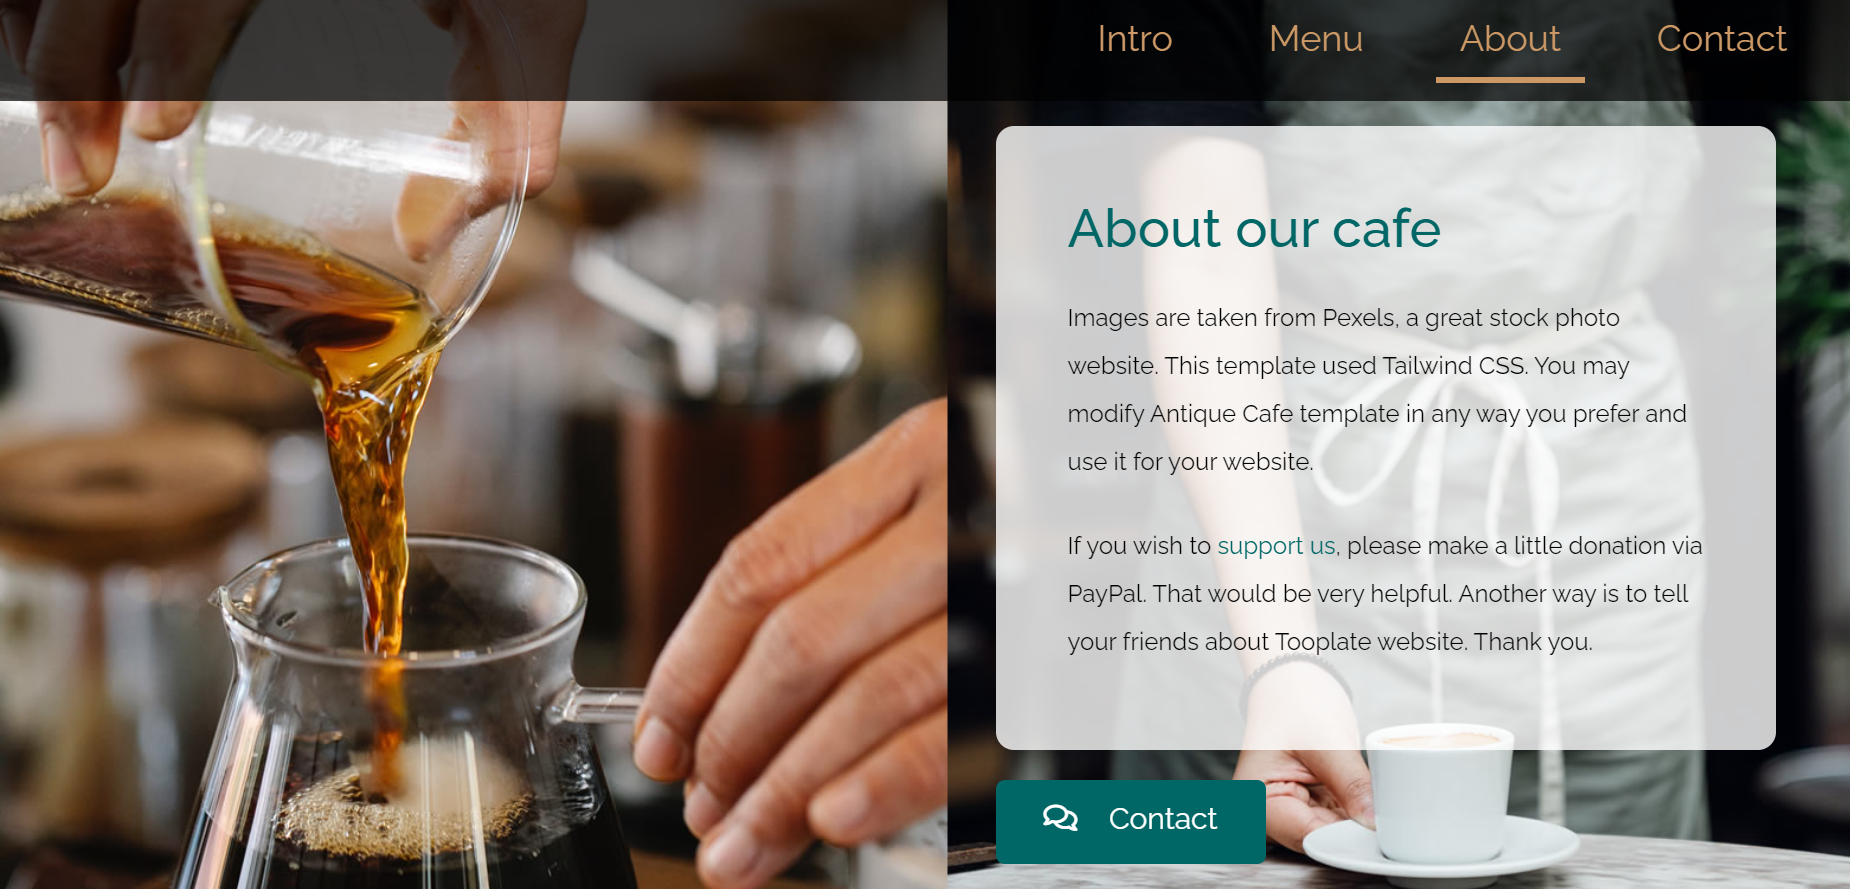 Intro Menu About Contact
About our cafe
Images are taken from Pexels, a great stock photo
website. This template used Tailwind CSS. You may
modify Antique Cafe template in any way you prefer and
use it for your website.
If you wish to support us, please make a little donation via
PayPal. That would be very helpful. Another way is to tell
your friends about Tooplate website. Thank you.
Contact